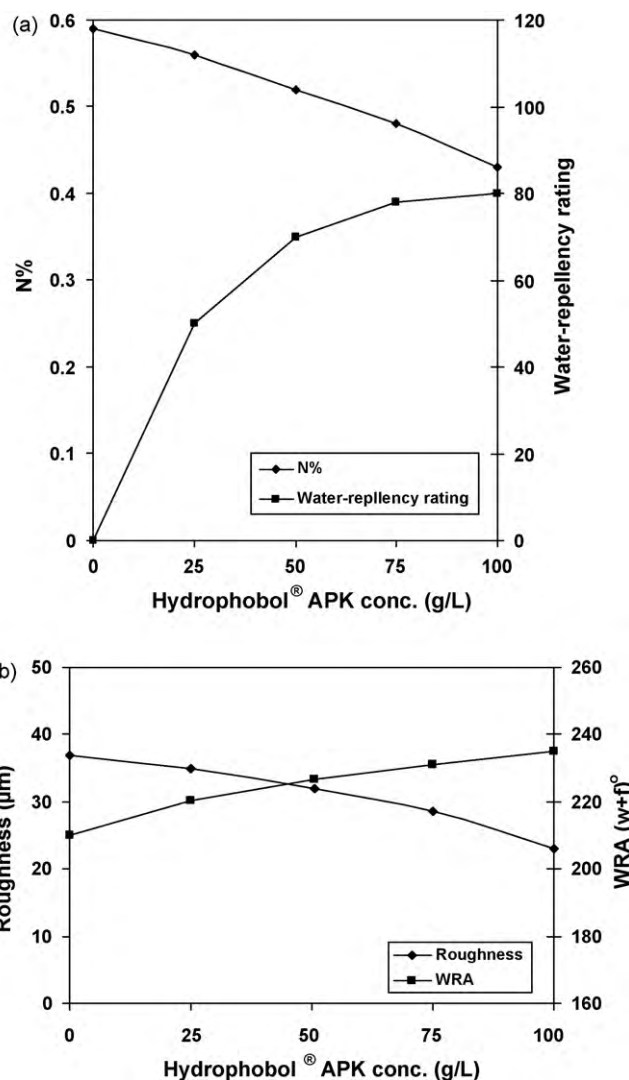 (a)
0.6
0.5
0.4
0.3
0.2
0.1
0
N%
120
100
80
60
40
20
0
Water-repellency rating
N%
Water-repllency rating
0 25 50 75 100
Hydrophobol® APK conc. (g/L)
b)
50
40
30
20
10
0
Roughness (µm)
260
240
220
200
180
160
WRA (w+f)°
Roughness
WRA
0 25 50 75 100
Hydrophobol ® APK conc. (g/L)